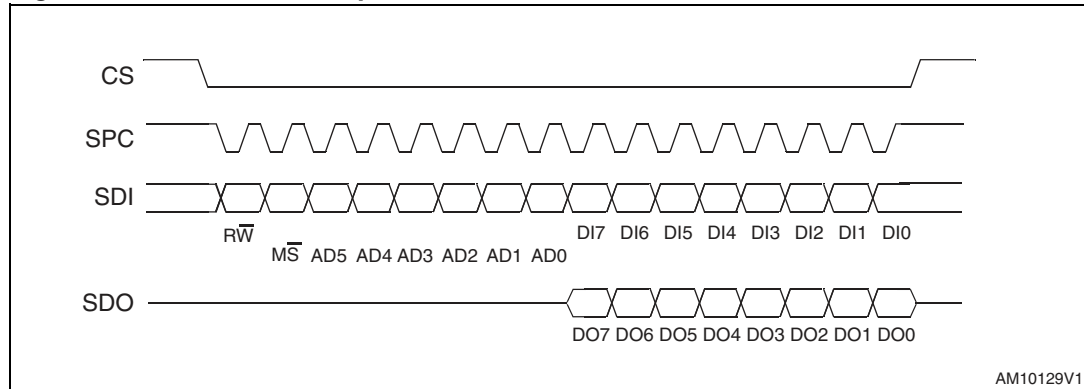 CS
SPC
SDI
RW̅
MS̅ AD5 AD4 AD3 AD2 AD1 AD0
DI7 DI6 DI5 DI4 DI3 DI2 DI1 DI0
SDO
DO7 DO6 DO5 DO4 DO3 DO2 DO1 DO0
AM10129V1